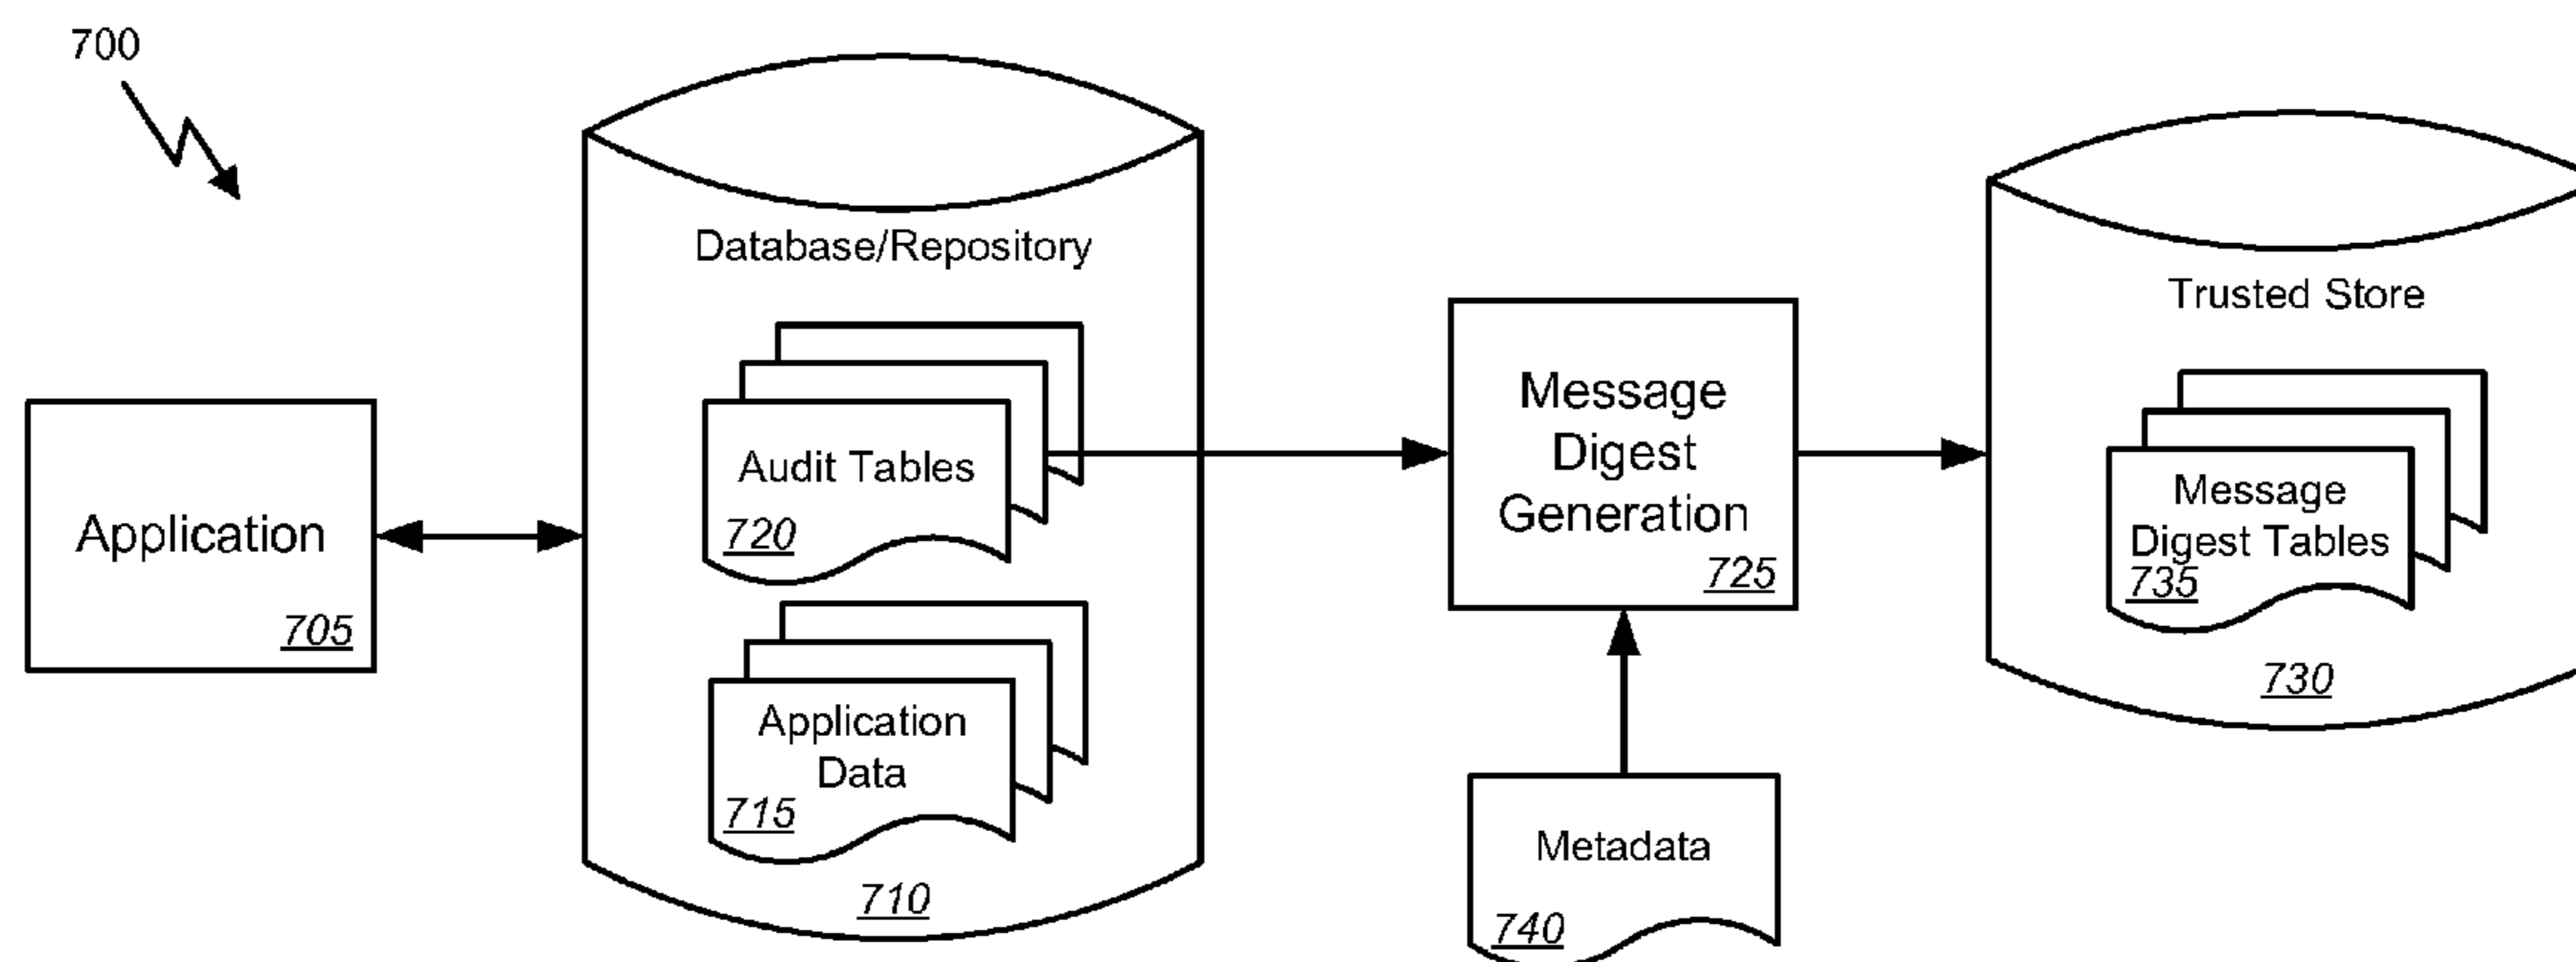 700
Application
705
Database/Repository
Audit Tables
720
Application
Data
715
710
Message
Digest
Generation
725
Metadata
740
Trusted Store
Message
Digest Tables
735
730